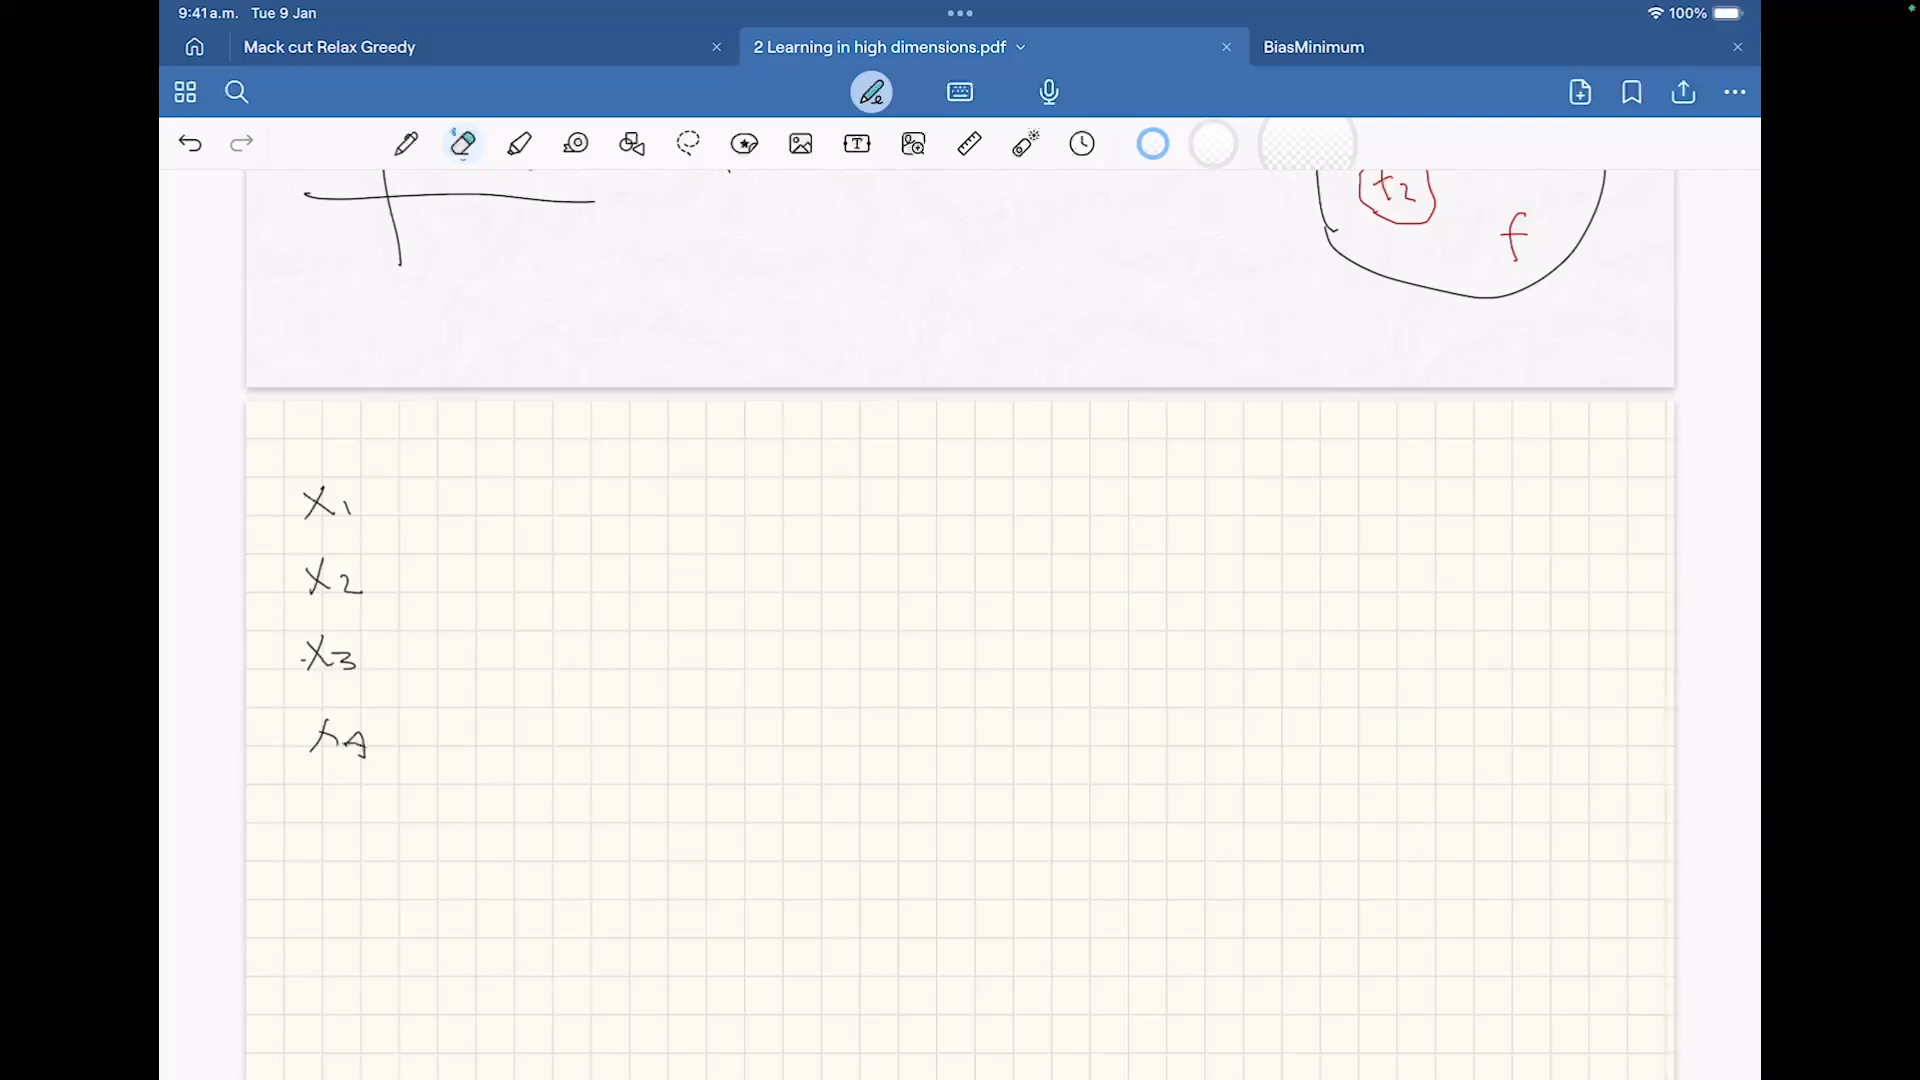 9:41 a.m. Tue 9 Jan
100%
Mack cut Relax Greedy
2 Learning in high dimensions.pdf
BiasMinimum
T
f
X1
X2
X3
X4